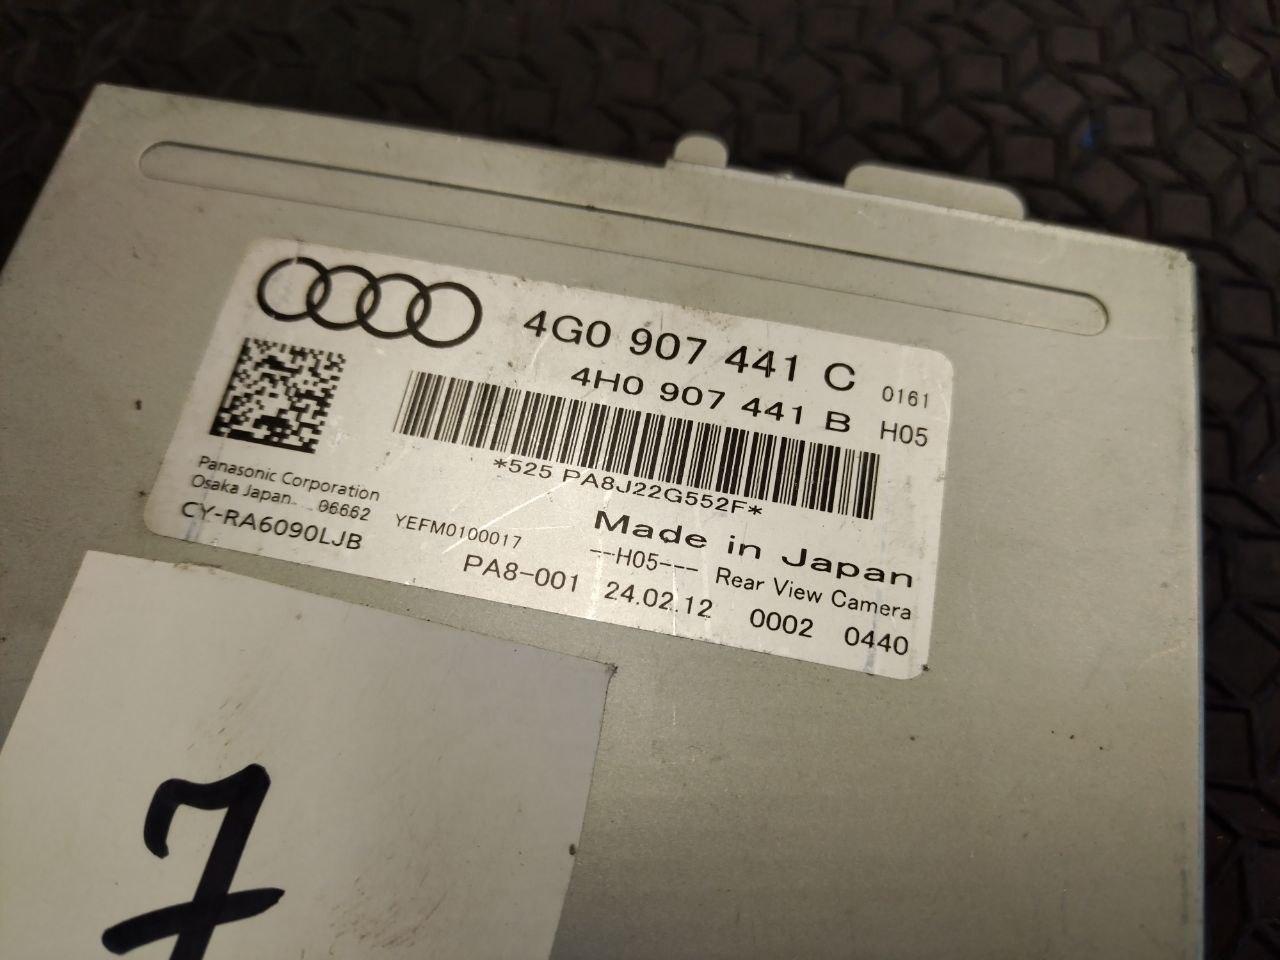 4G0 907 441 C 0161
4H0 907 441 B H05
*525 PA8J22G552F*
Panasonic Corporation
Osaka Japan 06662
CY-RA6090LJB
YEFM0100017
Made in Japan
--H05--- Rear View Camera
PA8-001 24.02.12 0002 0440
7